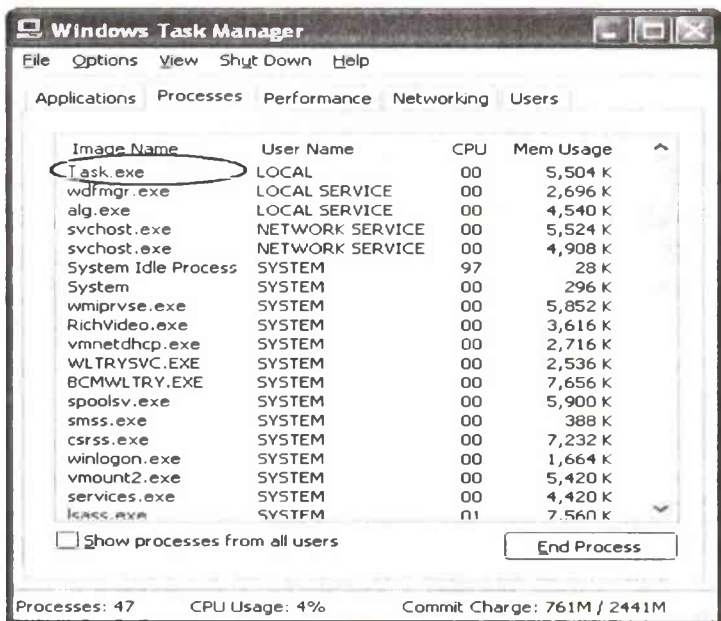 Windows Task Manager
File Options View Shut Down Help
Applications Processes Performance Networking Users
Image Name User Name CPU Mem Usage
Task.exe LOCAL 00 5,504 K
wdfmgr.exe LOCAL SERVICE 00 2,696 K
alg.exe LOCAL SERVICE 00 4,540 K
svchost.exe NETWORK SERVICE 00 5,524 K
svchost.exe NETWORK SERVICE 00 4,908 K
System Idle Process SYSTEM 97 28 K
System SYSTEM 00 296 K
wmiprvse.exe SYSTEM 00 5,852 K
RichVideo.exe SYSTEM 00 3,616 K
vmnetdhcp.exe SYSTEM 00 2,716 K
WLTRYSVC.EXE SYSTEM 00 2,536 K
BCMWLTRY.EXE SYSTEM 00 7,656 K
spoolsv.exe SYSTEM 00 5,900 K
smss.exe SYSTEM 00 388 K
csrss.exe SYSTEM 00 7,232 K
winlogon.exe SYSTEM 00 1,664 K
vmount2.exe SYSTEM 00 5,420 K
services.exe SYSTEM 00 4,420 K
lsass.exe SYSTEM 01 7,560 K
Show processes from all users End Process
Processes: 47 CPU Usage: 4% Commit Charge: 761M / 2441M